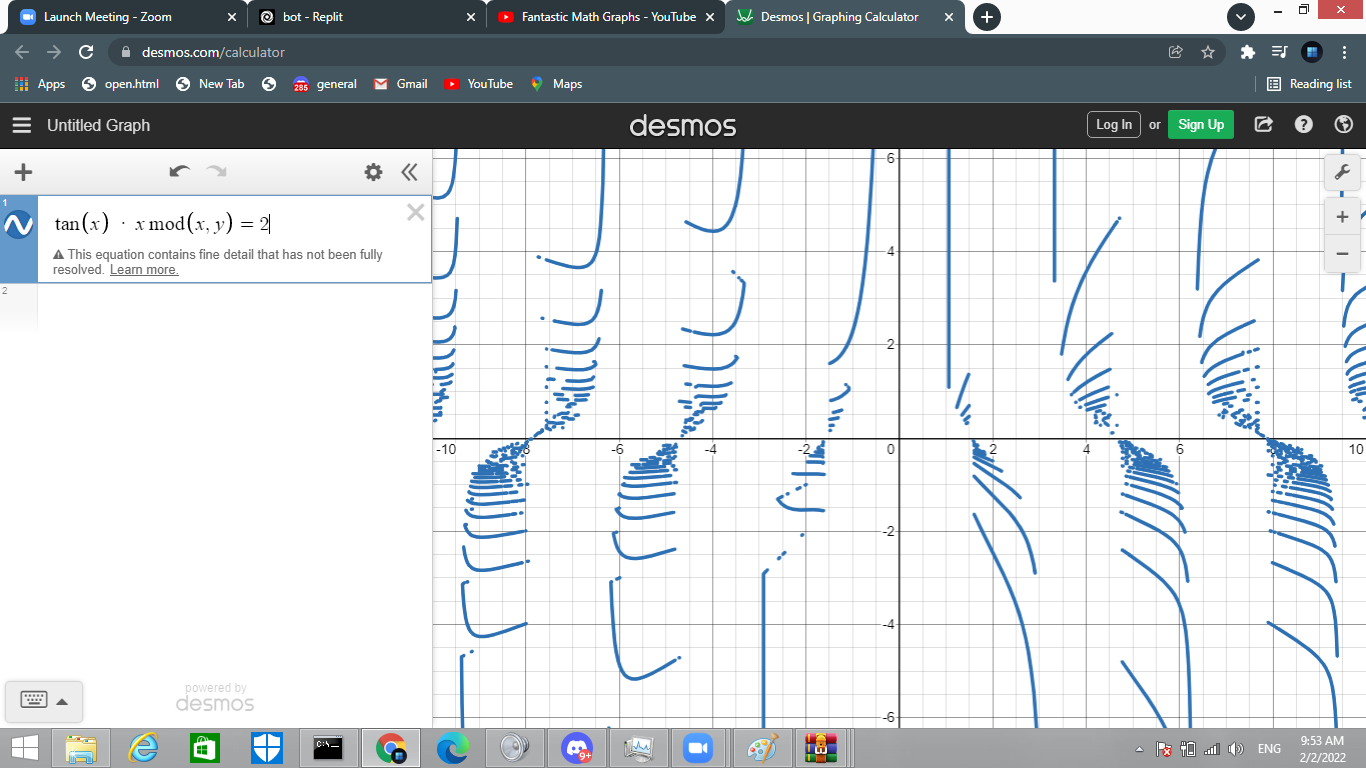 Launch Meeting - Zoom
bot - Replit
Fantastic Math Graphs - YouTube
Desmos | Graphing Calculator
desmos.com/calculator
Apps
open.html
New Tab
285
general
Gmail
YouTube
Maps
Reading list
Untitled Graph
desmos
Log In
or
Sign Up
1
tan(x) · x mod(x, y) = 2
This equation contains fine detail that has not been fully
resolved. Learn more.
2
6
4
2
-10 -8 -6 -4 -2 0 2 4 6 8 10
-2
-4
-6
powered by
desmos
C:\_
9+
ENG
9:53 AM
2/2/2022